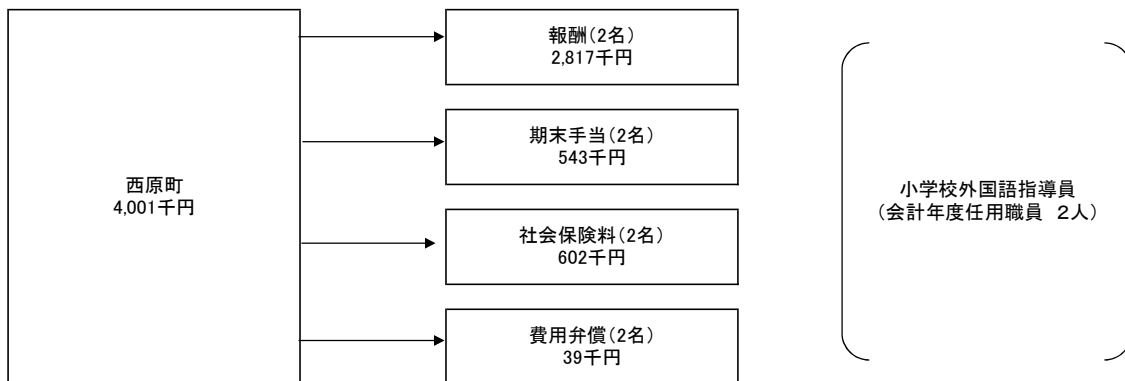 西原町
4,001千円
報酬（2名）
2,817千円
期末手当（2名）
543千円
社会保険料（2名）
602千円
費用弁償（2名）
39千円
小学校外国語指導員
（会計年度任用職員　2人）